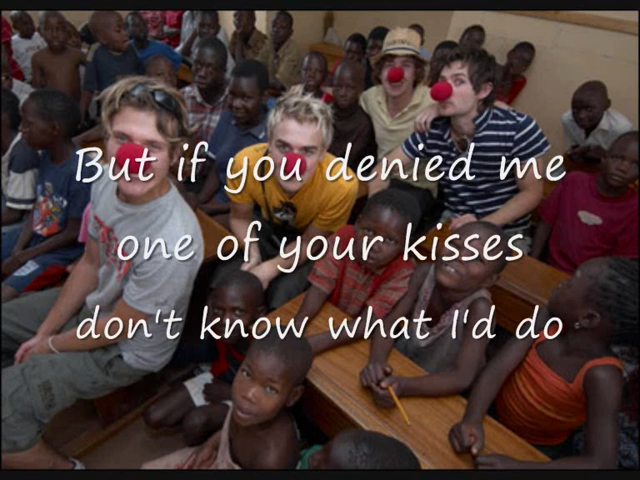 But if you denied me
one of your kisses
don't know what I'd do